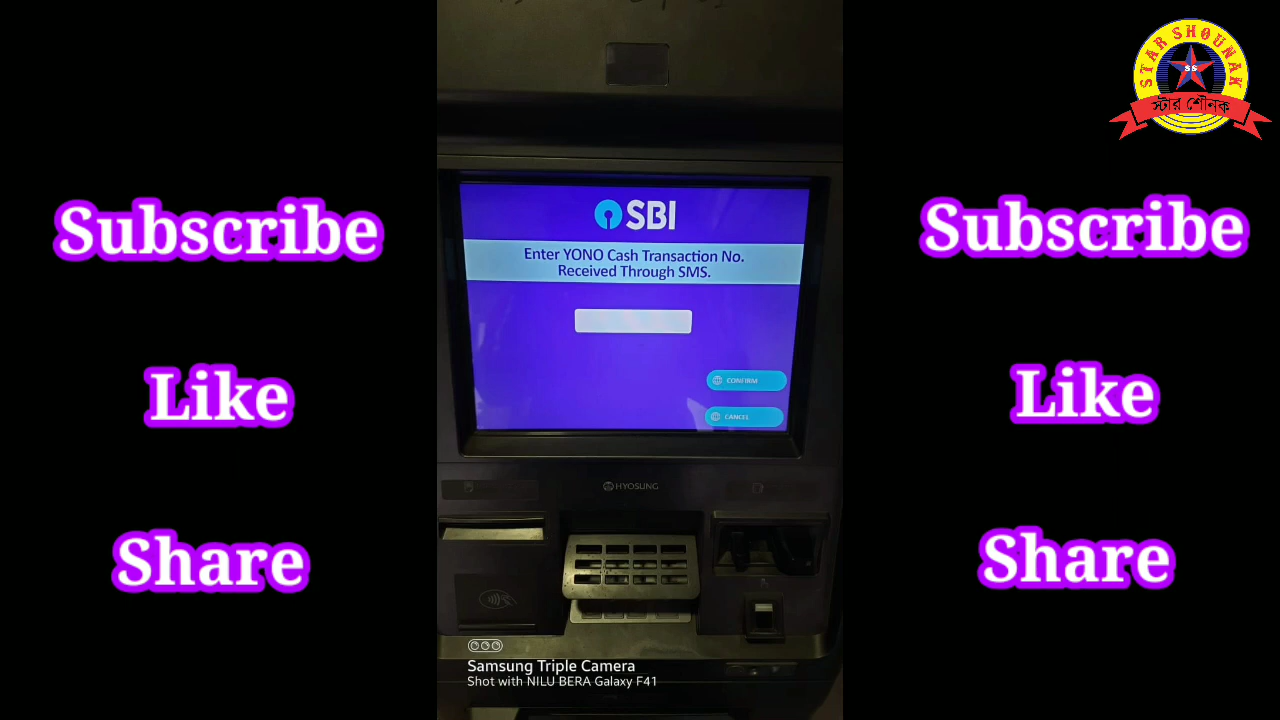 STAR SHOUNAK
SS
স্টার শৌনক
Subscribe
Like
Share
SBI
Enter YONO Cash Transaction No.
Received Through SMS.
CONFIRM
CANCEL
HYOSUNG
Samsung Triple Camera
Shot with NILU BERA Galaxy F41
Subscribe
Like
Share